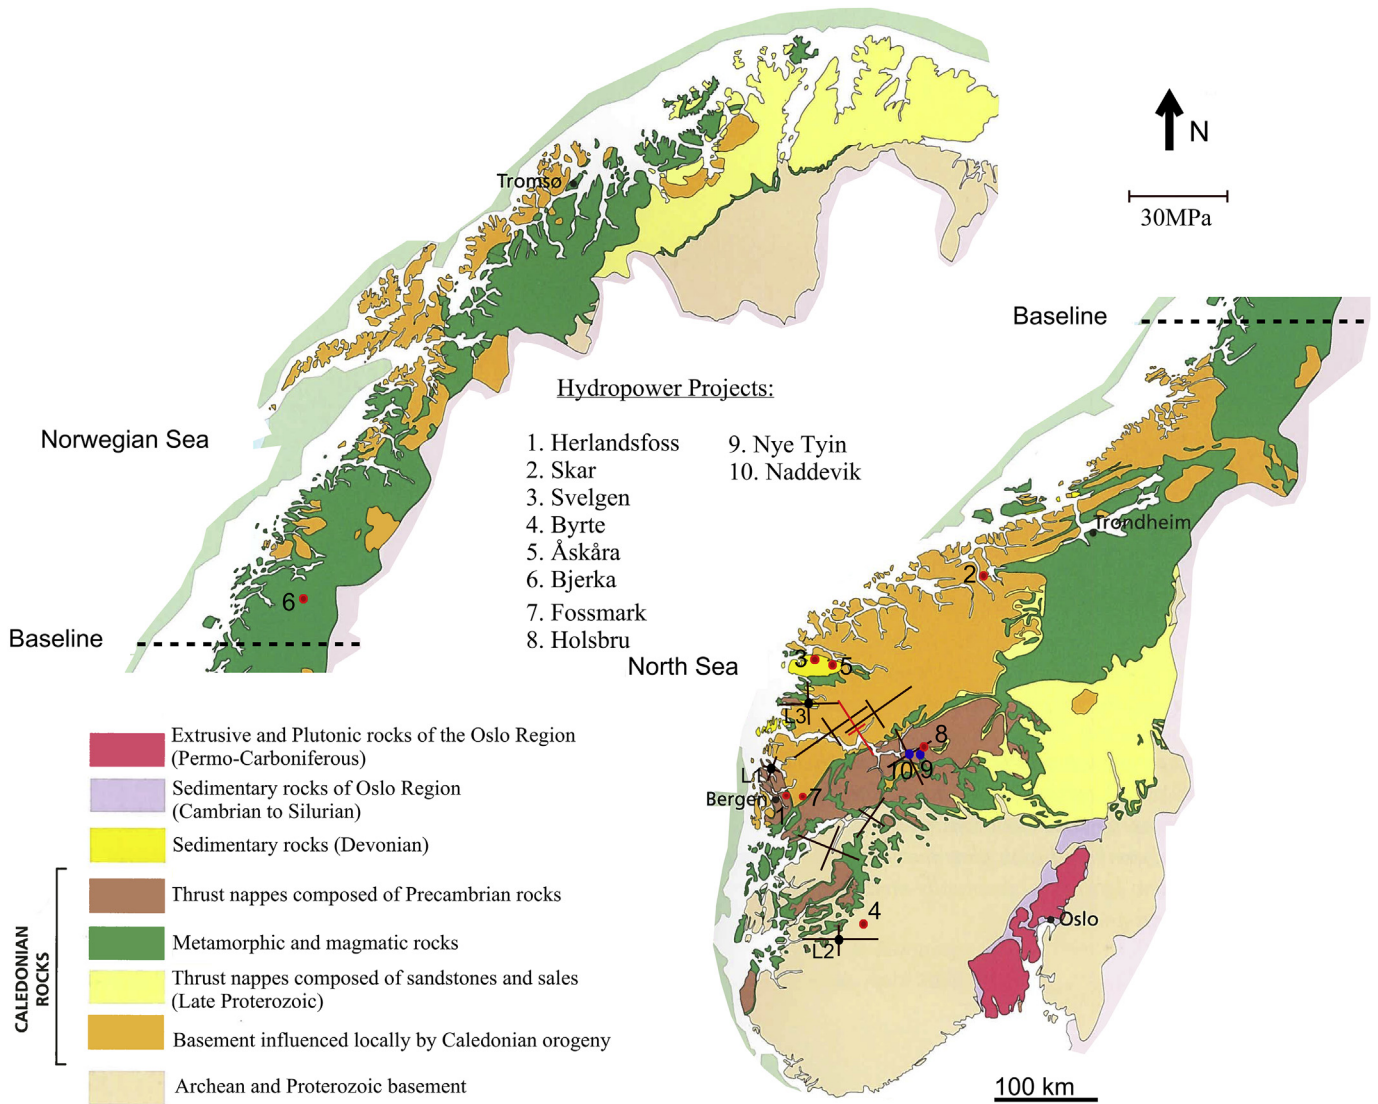 Tromsø
N
30MPa
Baseline
Hydropower Projects:
Norwegian Sea
1. Herlandsfoss
2. Skar
3. Svelgen
4. Byrte
5. Åskåra
6. Bjerka
7. Fossmark
8. Holsbru
9. Nye Tyin
10. Naddevik
Trondheim
2
6
Baseline
North Sea
3
5
L3
8
10
9
L1
Bergen
1
7
4
L2
Oslo
100 km
Extrusive and Plutonic rocks of the Oslo Region
(Permo-Carboniferous)
Sedimentary rocks of Oslo Region
(Cambrian to Silurian)
Sedimentary rocks (Devonian)
CALEDONIAN
ROCKS
Thrust nappes composed of Precambrian rocks
Metamorphic and magmatic rocks
Thrust nappes composed of sandstones and sales
(Late Proterozoic)
Basement influenced locally by Caledonian orogeny
Archean and Proterozoic basement